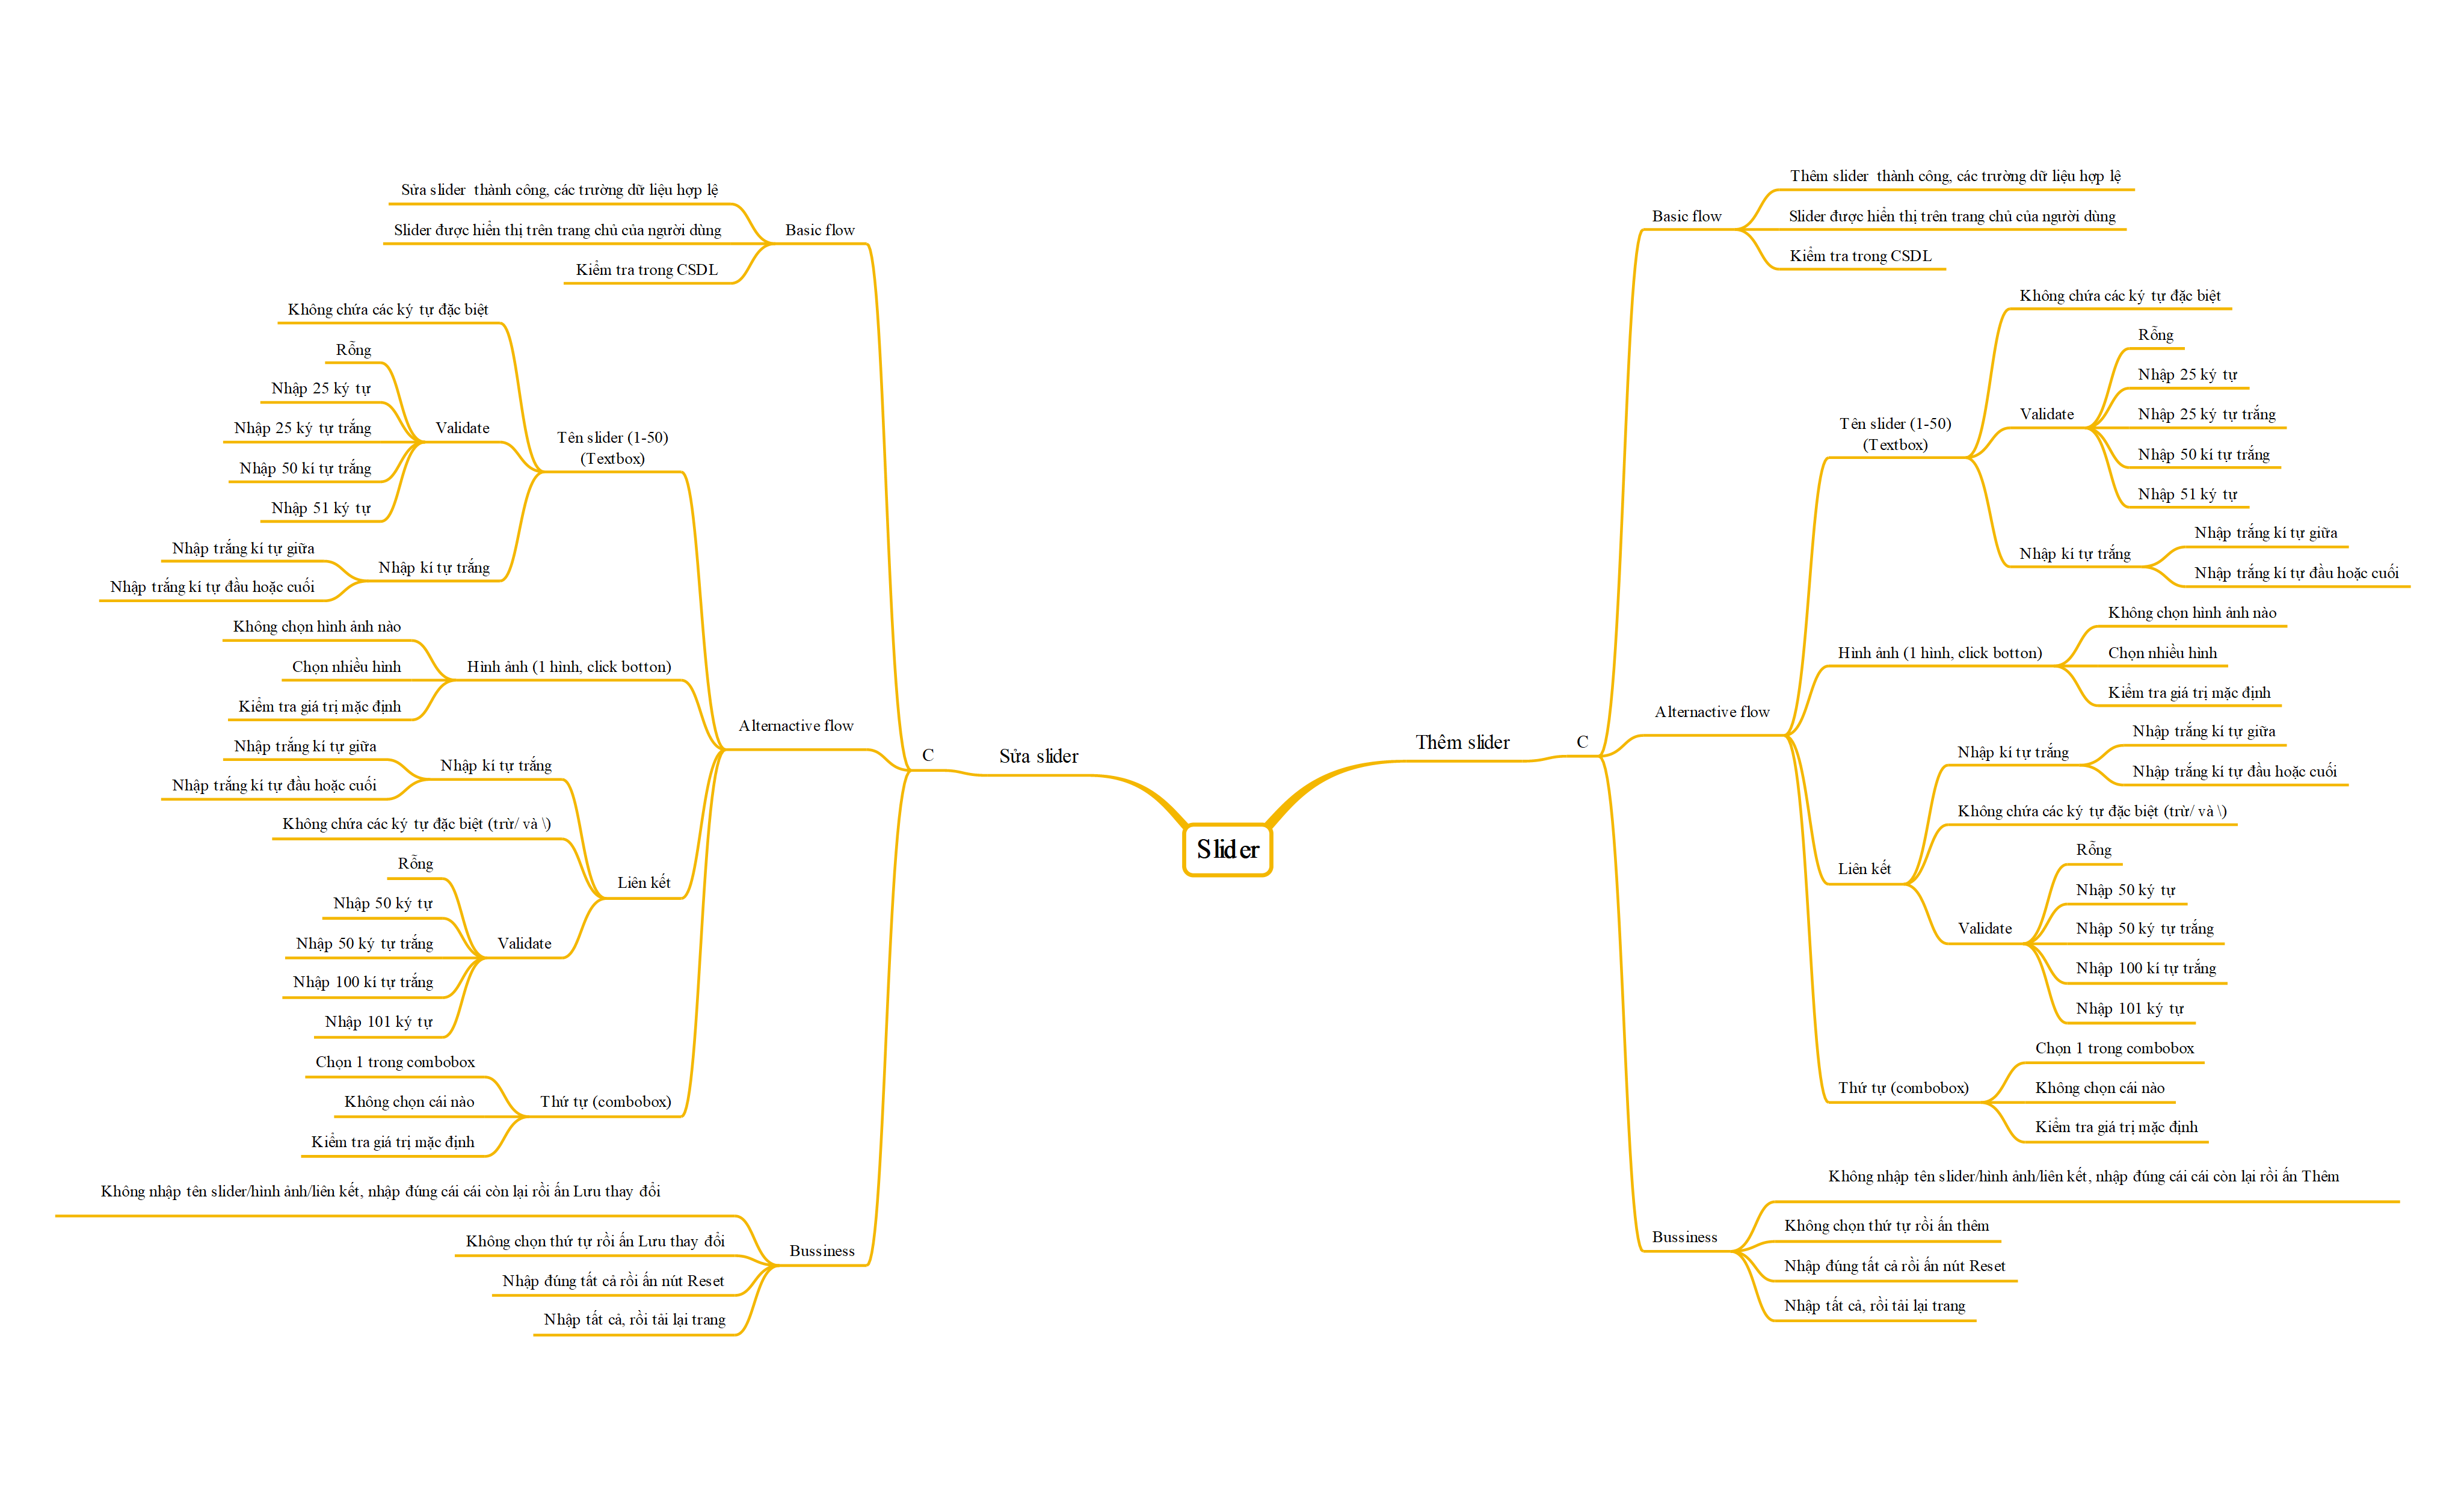 Slider
Sửa slider
C
Basic flow
Sửa slider  thành công, các trường dữ liệu hợp lệ
Slider được hiển thị trên trang chủ của người dùng
Kiểm tra trong CSDL
Alternactive flow
Tên slider (1-50)
(Textbox)
Không chứa các ký tự đặc biệt
Validate
Rỗng
Nhập 25 ký tự
Nhập 25 ký tự trắng
Nhập 50 kí tự trắng
Nhập 51 ký tự
Nhập kí tự trắng
Nhập trắng kí tự giữa
Nhập trắng kí tự đầu hoặc cuối
Hình ảnh (1 hình, click botton)
Không chọn hình ảnh nào
Chọn nhiều hình
Kiểm tra giá trị mặc định
Liên kết
Nhập kí tự trắng
Nhập trắng kí tự giữa
Nhập trắng kí tự đầu hoặc cuối
Không chứa các ký tự đặc biệt (trừ/ và \)
Validate
Rỗng
Nhập 50 ký tự
Nhập 50 ký tự trắng
Nhập 100 kí tự trắng
Nhập 101 ký tự
Thứ tự (combobox)
Chọn 1 trong combobox
Không chọn cái nào
Kiểm tra giá trị mặc định
Bussiness
Không nhập tên slider/hình ảnh/liên kết, nhập đúng cái cái còn lại rồi ấn Lưu thay đổi
Không chọn thứ tự rồi ấn Lưu thay đổi
Nhập đúng tất cả rồi ấn nút Reset
Nhập tất cả, rồi tải lại trang
Thêm slider
C
Basic flow
Thêm slider  thành công, các trường dữ liệu hợp lệ
Slider được hiển thị trên trang chủ của người dùng
Kiểm tra trong CSDL
Alternactive flow
Tên slider (1-50)
(Textbox)
Không chứa các ký tự đặc biệt
Validate
Rỗng
Nhập 25 ký tự
Nhập 25 ký tự trắng
Nhập 50 kí tự trắng
Nhập 51 ký tự
Nhập kí tự trắng
Nhập trắng kí tự giữa
Nhập trắng kí tự đầu hoặc cuối
Hình ảnh (1 hình, click botton)
Không chọn hình ảnh nào
Chọn nhiều hình
Kiểm tra giá trị mặc định
Liên kết
Nhập kí tự trắng
Nhập trắng kí tự giữa
Nhập trắng kí tự đầu hoặc cuối
Không chứa các ký tự đặc biệt (trừ/ và \)
Validate
Rỗng
Nhập 50 ký tự
Nhập 50 ký tự trắng
Nhập 100 kí tự trắng
Nhập 101 ký tự
Thứ tự (combobox)
Chọn 1 trong combobox
Không chọn cái nào
Kiểm tra giá trị mặc định
Bussiness
Không nhập tên slider/hình ảnh/liên kết, nhập đúng cái cái còn lại rồi ấn Thêm
Không chọn thứ tự rồi ấn thêm
Nhập đúng tất cả rồi ấn nút Reset
Nhập tất cả, rồi tải lại trang